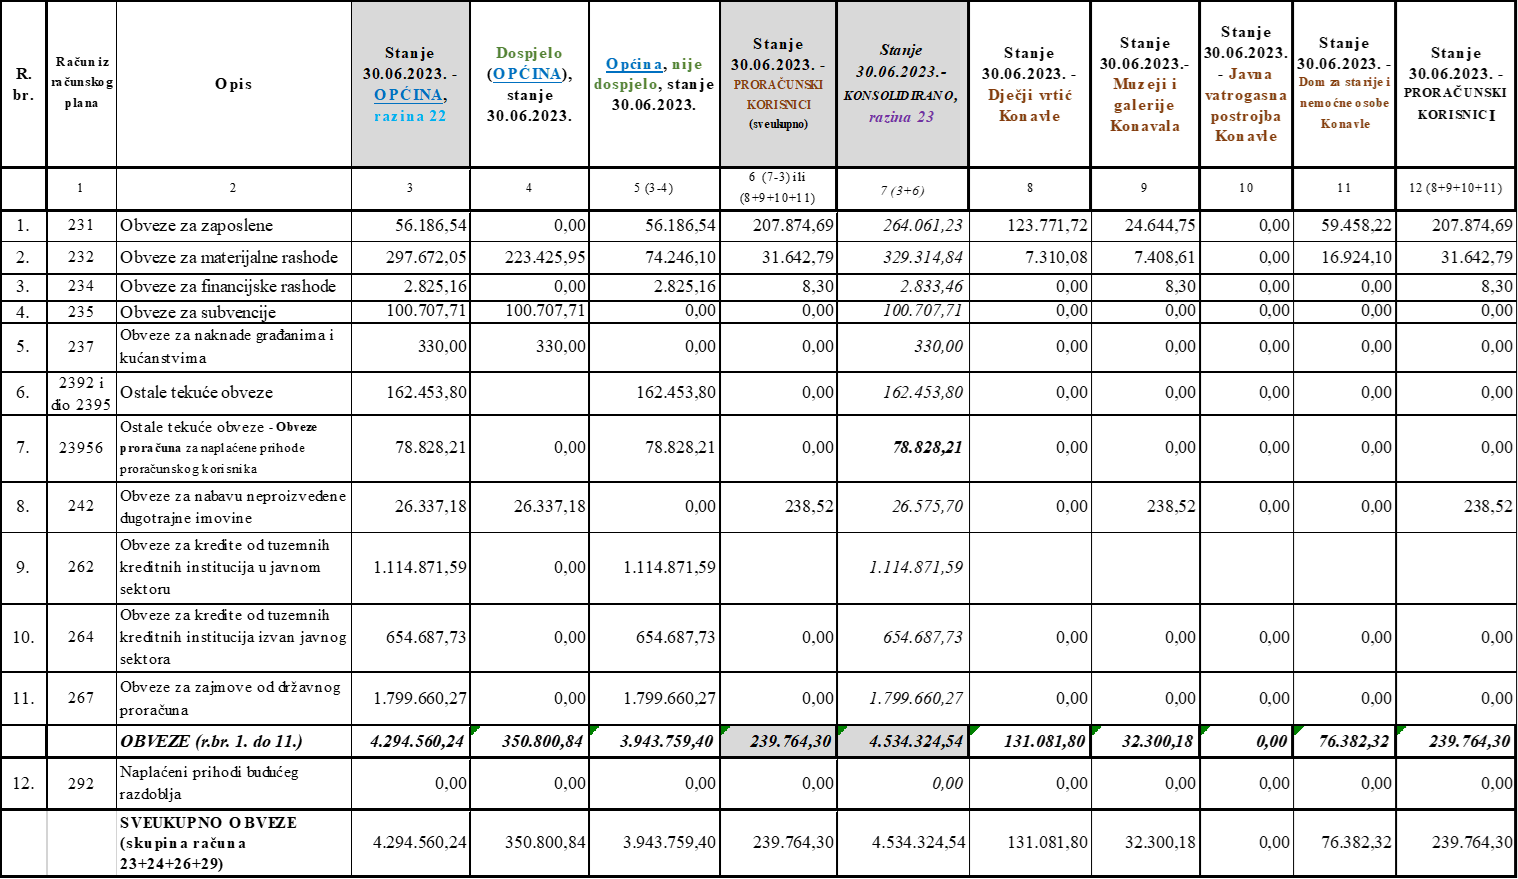 R. br. | Račun iz računskog plana | Opis | Stanje 30.06.2023. - OPĆINA, razina 22 | Dospjelo (OPĆINA), stanje 30.06.2023. | Općina, nije dospjelo, stanje 30.06.2023. | Stanje 30.06.2023. - PRORAČUNSKI KORISNICI (sveukupno) | Stanje 30.06.2023.- KONSOLIDIRANO, razina 23 | Stanje 30.06.2023. - Dječji vrtić Konavle | Stanje 30.06.2023.- Muzeji i galerije Konavala | Stanje 30.06.2023. - Javna vatrogasna postrojba Konavle | Stanje 30.06.2023. - Dom za starije i nemoćne osobe Konavle | Stanje 30.06.2023. - PRORAČUNSKI KORISNICI
1 | 2 | 3 | 4 | 5 (3-4) | 6 (7-3) ili (8+9+10+11) | 7 (3+6) | 8 | 9 | 10 | 11 | 12 (8+9+10+11)
1. | 231 | Obveze za zaposlene | 56.186,54 | 0,00 | 56.186,54 | 207.874,69 | 264.061,23 | 123.771,72 | 24.644,75 | 0,00 | 59.458,22 | 207.874,69
2. | 232 | Obveze za materijalne rashode | 297.672,05 | 223.425,95 | 74.246,10 | 31.642,79 | 329.314,84 | 7.310,08 | 7.408,61 | 0,00 | 16.924,10 | 31.642,79
3. | 234 | Obveze za financijske rashode | 2.825,16 | 0,00 | 2.825,16 | 8,30 | 2.833,46 | 0,00 | 8,30 | 0,00 | 0,00 | 8,30
4. | 235 | Obveze za subvencije | 100.707,71 | 100.707,71 | 0,00 | 0,00 | 100.707,71 | 0,00 | 0,00 | 0,00 | 0,00 | 0,00
5. | 237 | Obveze za naknade građanima i kućanstvima | 330,00 | 330,00 | 0,00 | 0,00 | 330,00 | 0,00 | 0,00 | 0,00 | 0,00 | 0,00
6. | 2392 i dio 2395 | Ostale tekuće obveze | 162.453,80 | | 162.453,80 | 0,00 | 162.453,80 | 0,00 | 0,00 | 0,00 | 0,00 | 0,00
7. | 23956 | Ostale tekuće obveze - Obveze proračuna za naplaćene prihode proračunskog korisnika | 78.828,21 | 0,00 | 78.828,21 | 0,00 | 78.828,21 | 0,00 | 0,00 | 0,00 | 0,00 | 0,00
8. | 242 | Obveze za nabavu neproizvedene dugotrajne imovine | 26.337,18 | 26.337,18 | 0,00 | 238,52 | 26.575,70 | 0,00 | 238,52 | 0,00 | 0,00 | 238,52
9. | 262 | Obveze za kredite od tuzemnih kreditnih institucija u javnom sektoru | 1.114.871,59 | 0,00 | 1.114.871,59 | | 1.114.871,59 | | | | |
10. | 264 | Obveze za kredite od tuzemnih kreditnih institucija izvan javnog sektora | 654.687,73 | 0,00 | 654.687,73 | 0,00 | 654.687,73 | 0,00 | 0,00 | 0,00 | 0,00 | 0,00
11. | 267 | Obveze za zajmove od državnog proračuna | 1.799.660,27 | 0,00 | 1.799.660,27 | 0,00 | 1.799.660,27 | 0,00 | 0,00 | 0,00 | 0,00 | 0,00
OBVEZE (r.br. 1. do 11.) | 4.294.560,24 | 350.800,84 | 3.943.759,40 | 239.764,30 | 4.534.324,54 | 131.081,80 | 32.300,18 | 0,00 | 76.382,32 | 239.764,30
12. | 292 | Naplaćeni prihodi budućeg razdoblja | 0,00 | 0,00 | 0,00 | 0,00 | 0,00 | 0,00 | 0,00 | 0,00 | 0,00 | 0,00
SVEUKUPNO OBVEZE (skupina računa 23+24+26+29) | 4.294.560,24 | 350.800,84 | 3.943.759,40 | 239.764,30 | 4.534.324,54 | 131.081,80 | 32.300,18 | 0,00 | 76.382,32 | 239.764,30